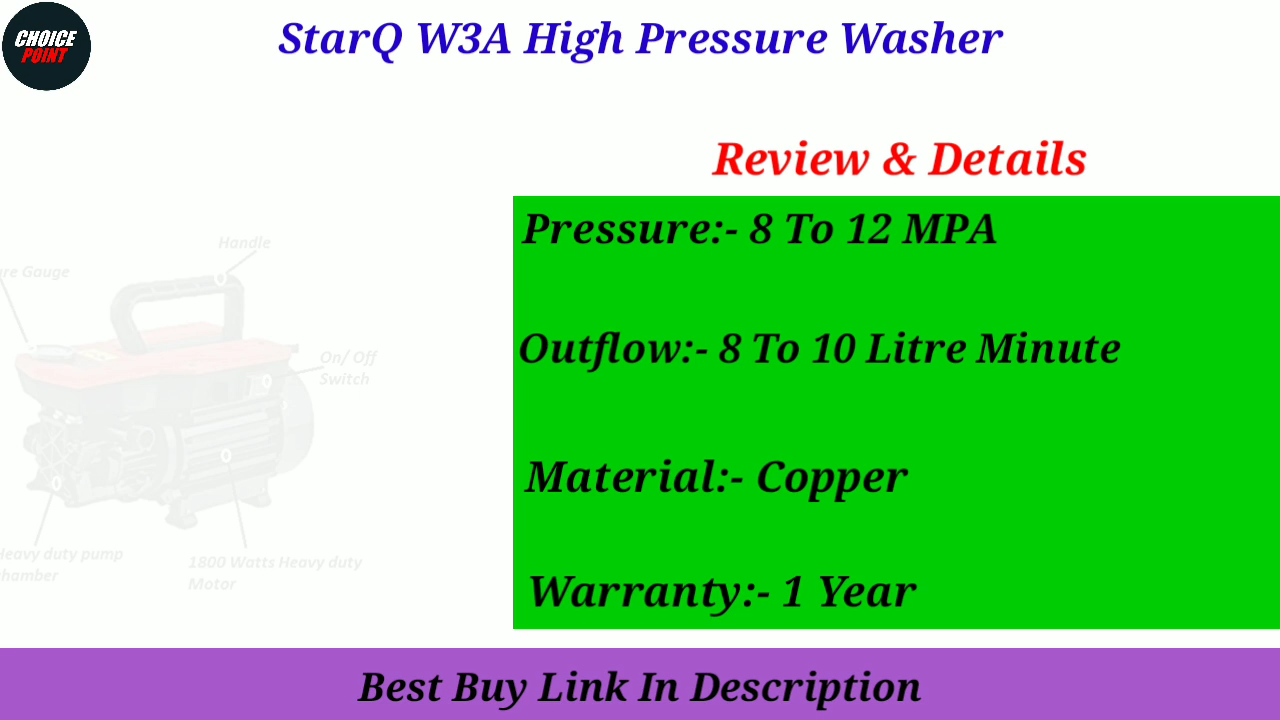 CHOICE
POINT
StarQ W3A High Pressure Washer
Review & Details
Pressure:- 8 To 12 MPA
Outflow:- 8 To 10 Litre Minute
Material:- Copper
Warranty:- 1 Year
Handle
Gauge
On/ Off
Switch
Heavy duty pump
chamber
1800 Watts Heavy duty
Motor
Best Buy Link In Description